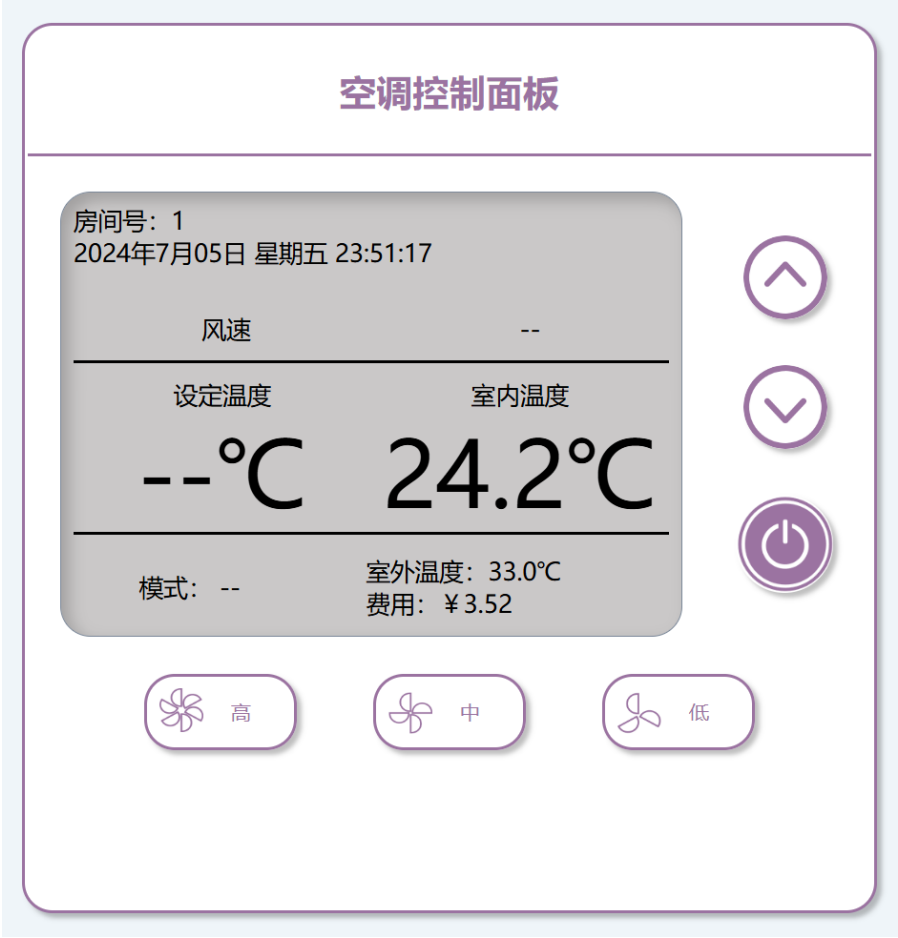 空调控制面板
房间号：1
2024年7月05日 星期五 23:51:17
风速 --
设定温度 室内温度
--℃ 24.2℃
模式： --
室外温度：33.0℃
费用：￥3.52
高 中 低